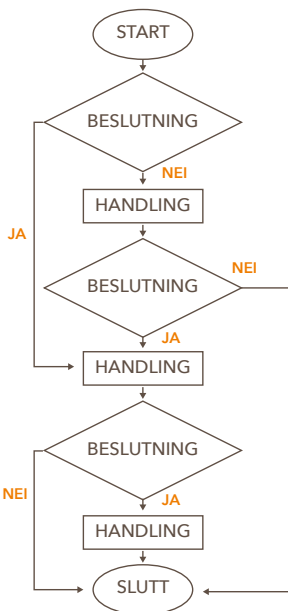 START
BESLUTNING
NEI
HANDLING
JA
NEI
BESLUTNING
JA
HANDLING
BESLUTNING
NEI
JA
HANDLING
SLUTT